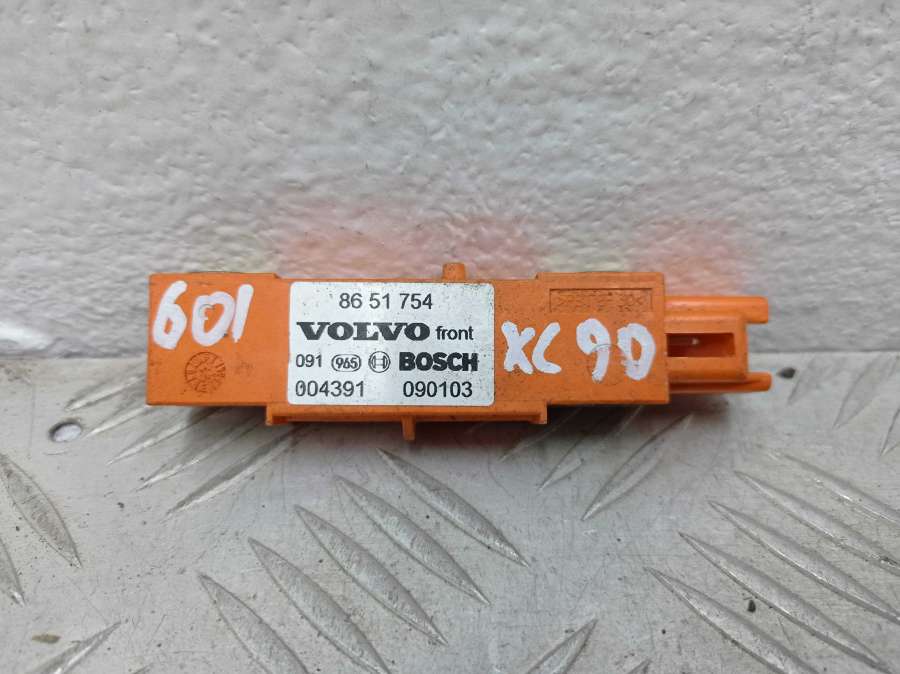 601
86 51 754
VOLVO front
091 965 BOSCH
004391 090103
XC 90